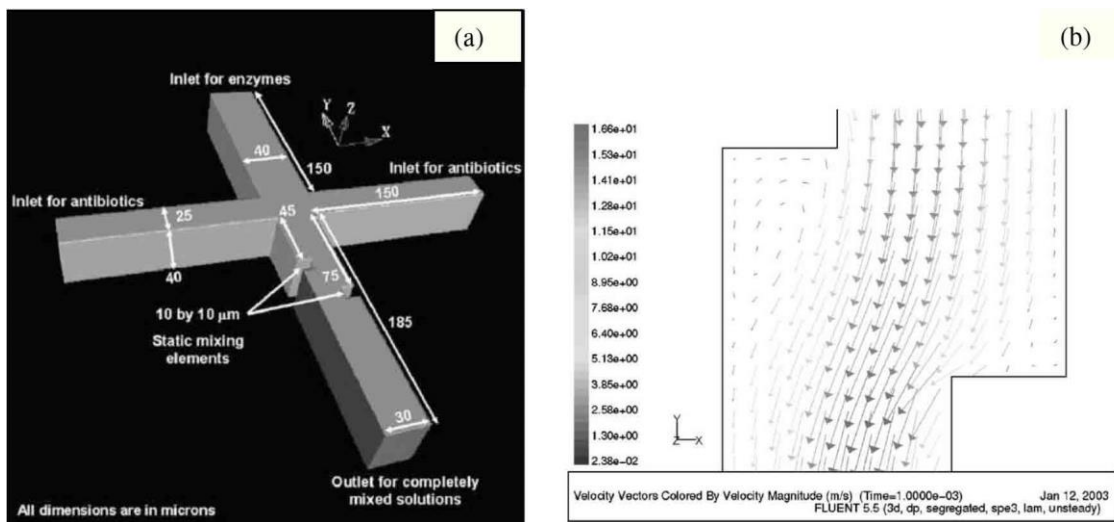 (a)
Inlet for enzymes
Y
Z
X
40
150
Inlet for antibiotics
150
Inlet for antibiotics
25
45
40
75
10 by 10 μm
185
Static mixing
elements
30
Outlet for completely
mixed solutions
All dimensions are in microns
(b)
1.66e+01
1.53e+01
1.41e+01
1.28e+01
1.15e+01
1.02e+01
8.95e+00
7.68e+00
6.40e+00
5.13e+00
3.85e+00
2.58e+00
1.30e+00
2.38e-02
Y
Z X
Velocity Vectors Colored By Velocity Magnitude (m/s) (Time=1.0000e-03) Jan 12, 2003
FLUENT 5.5 (3d, dp, segregated, spe3, lam, unsteady)